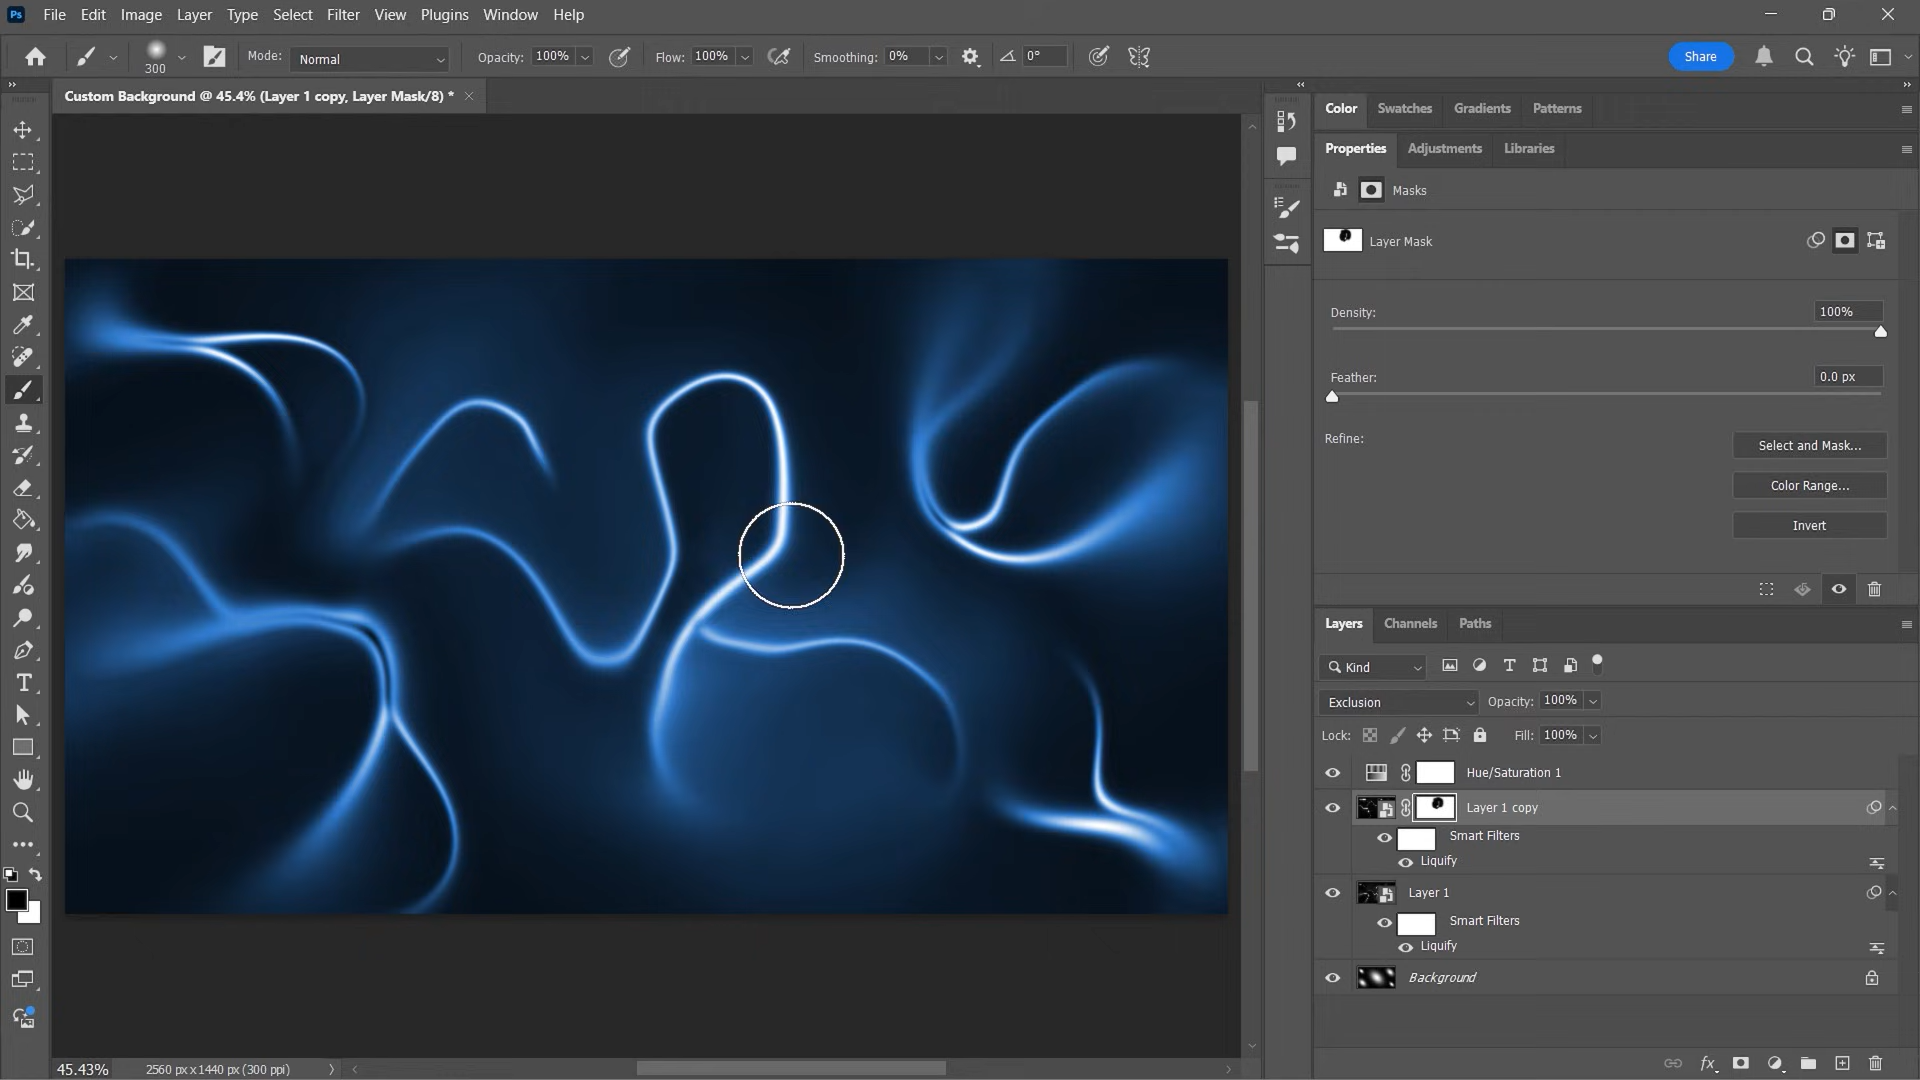 Ps File Edit Image Layer Type Select Filter View Plugins Window Help
300 Mode: Normal Opacity: 100% Flow: 100% Smoothing: 0% 0° Share
Custom Background @ 45.4% (Layer 1 copy, Layer Mask/8) *
Color Swatches Gradients Patterns
Properties Adjustments Libraries
Masks
Layer Mask
Density: 100%
Feather: 0.0 px
Refine:
Select and Mask...
Color Range...
Invert
Layers Channels Paths
Kind
Exclusion Opacity: 100%
Lock: Fill: 100%
Hue/Saturation 1
Layer 1 copy
Smart Filters
Liquify
Layer 1
Smart Filters
Liquify
Background
fx
45.43% 2560 px x 1440 px (300 ppi)